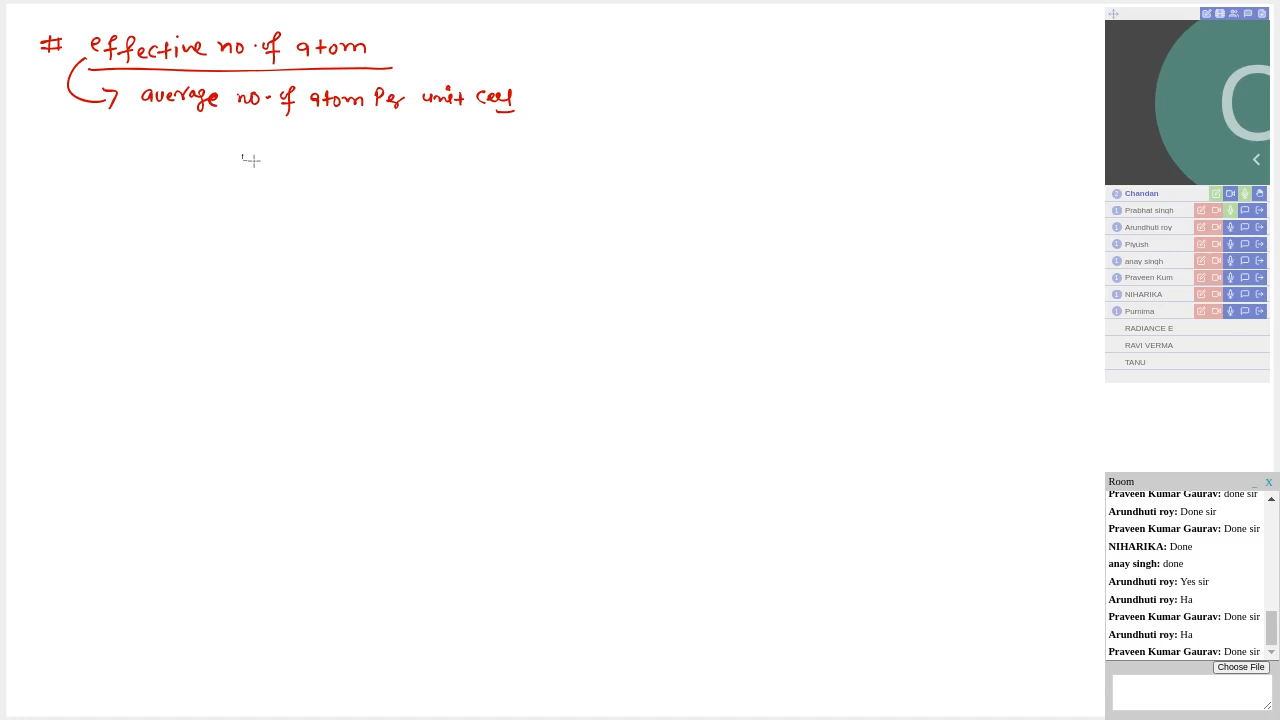 # effective no. of atom
average no. of atom Per unit cell
Chandan
Prabhat singh
Arundhuti roy
Piyush
anay singh
Praveen Kum
NIHARIKA
Purnima
RADIANCE E
RAVI VERMA
TANU
Room _ X
Praveen Kumar Gaurav: done sir
Arundhuti roy: Done sir
Praveen Kumar Gaurav: Done sir
NIHARIKA: Done
anay singh: done
Arundhuti roy: Yes sir
Arundhuti roy: Ha
Praveen Kumar Gaurav: Done sir
Arundhuti roy: Ha
Praveen Kumar Gaurav: Done sir
Choose File